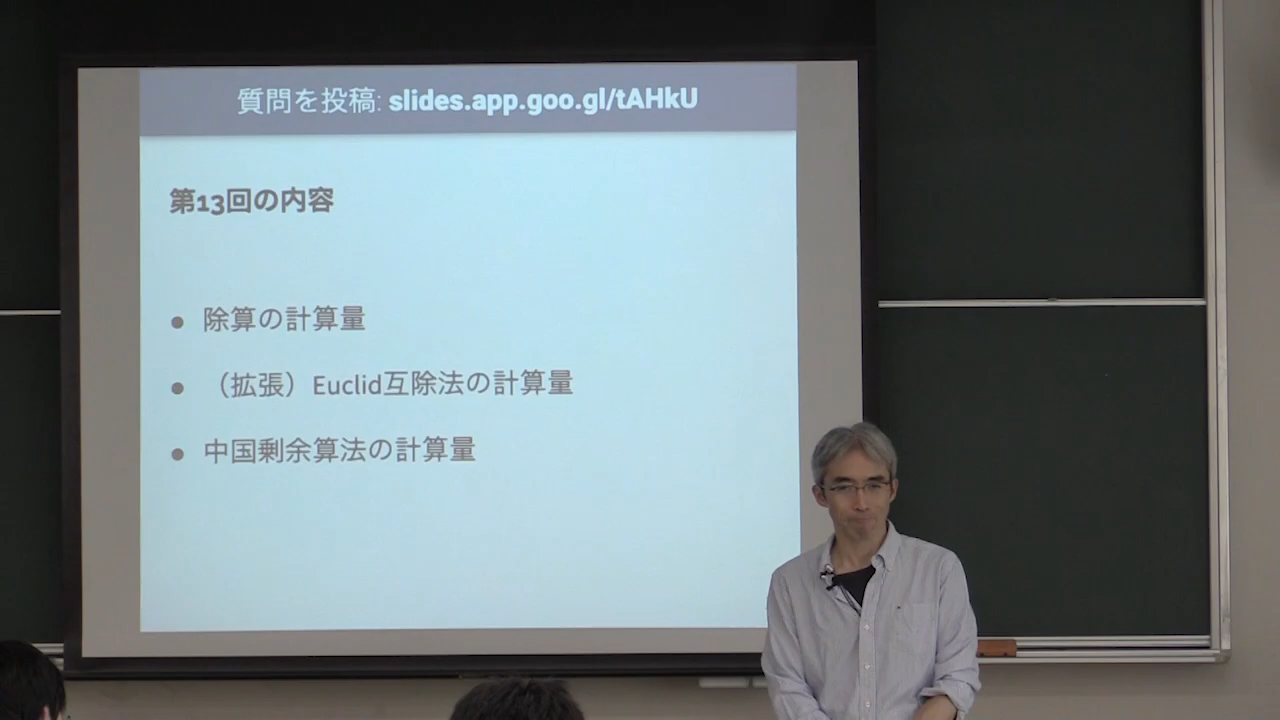 質問を投稿: slides.app.goo.gl/tAHkU
第13回の内容
● 除算の計算量
● （拡張）Euclid互除法の計算量
● 中国剰余算法の計算量